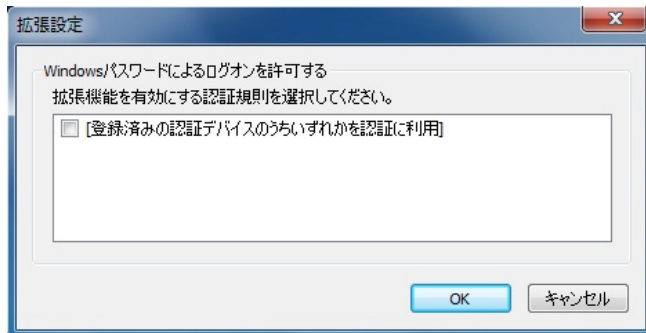 拡張設定
Windowsパスワードによるログオンを許可する
拡張機能を有効にする認証規則を選択してください。
[登録済みの認証デバイスのうちいずれかを認証に利用]
OK
キャンセル